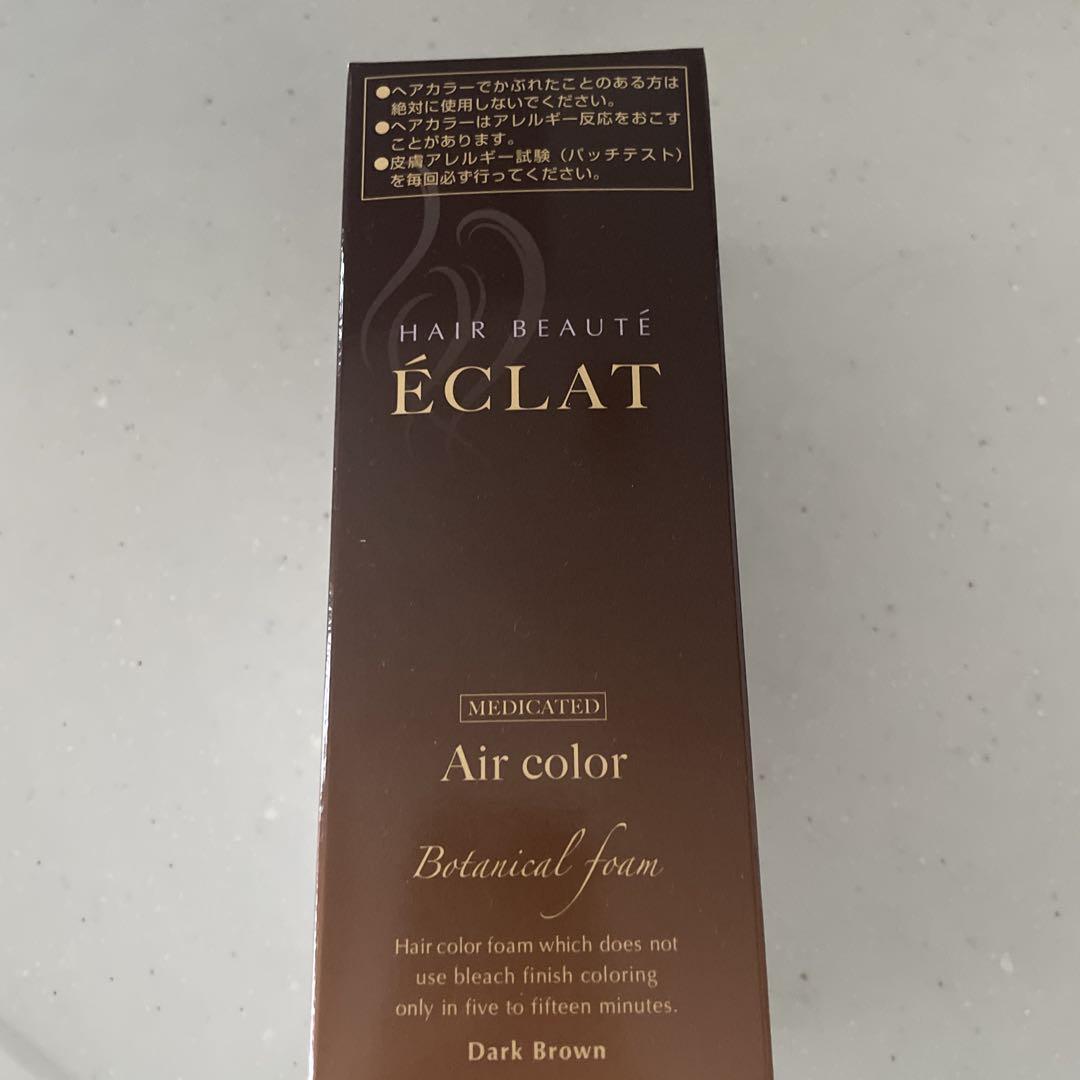 ●ヘアカラーでかぶれたことのある方は
絶対に使用しないでください。
●ヘアカラーはアレルギー反応をおこす
ことがあります。
●皮膚アレルギー試験（パッチテスト）
を毎回必ず行ってください。
HAIR BEAUTÉ
ÉCLAT
MEDICATED
Air color
Botanical foam
Hair color foam which does not
use bleach finish coloring
only in five to fifteen minutes.
Dark Brown